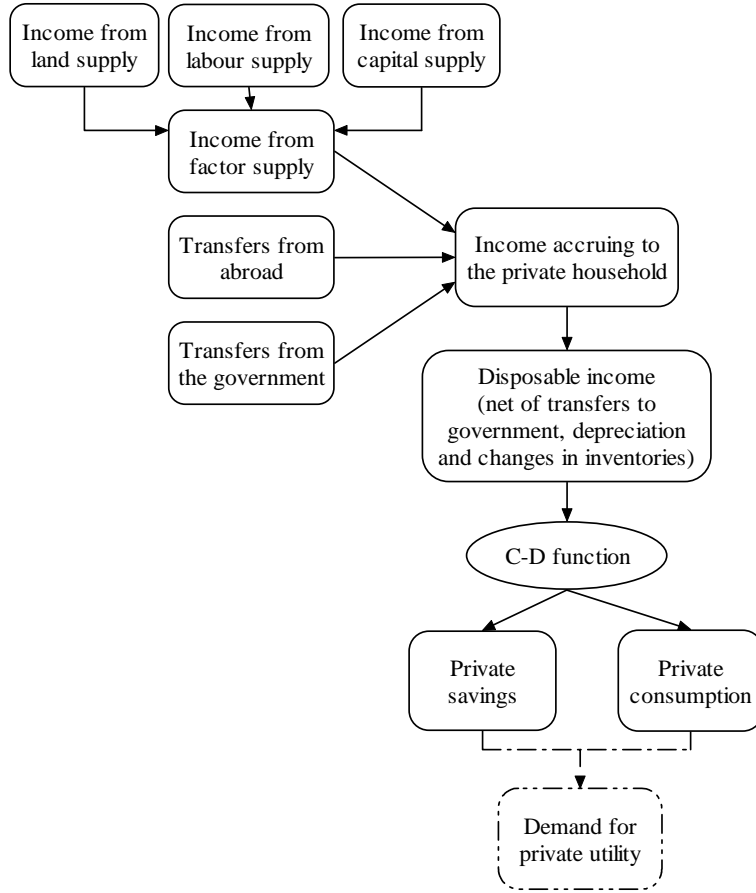 Income from
land supply
Income from
labour supply
Income from
capital supply
Income from
factor supply
Transfers from
abroad
Income accruing to
the private household
Transfers from
the government
Disposable income
(net of transfers to
government, depreciation
and changes in inventories)
C-D function
Private
savings
Private
consumption
Demand for
private utility